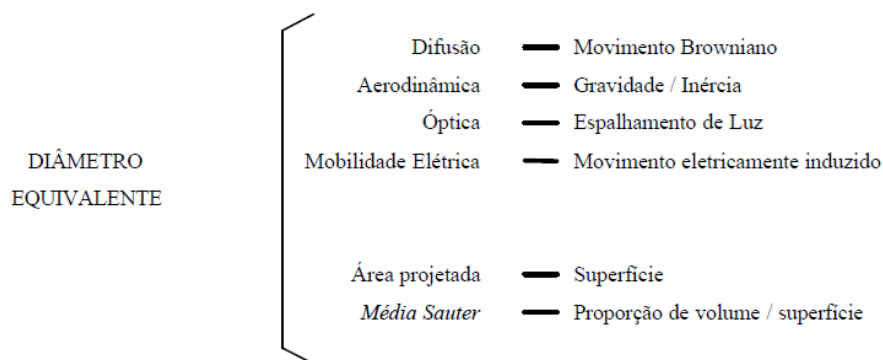 Difusão — Movimento Browniano
Aerodinâmica — Gravidade / Inércia
Óptica — Espalhamento de Luz
DIÂMETRO
EQUIVALENTE
Mobilidade Elétrica — Movimento eletricamente induzido
Área projetada — Superfície
Média Sauter — Proporção de volume / superfície